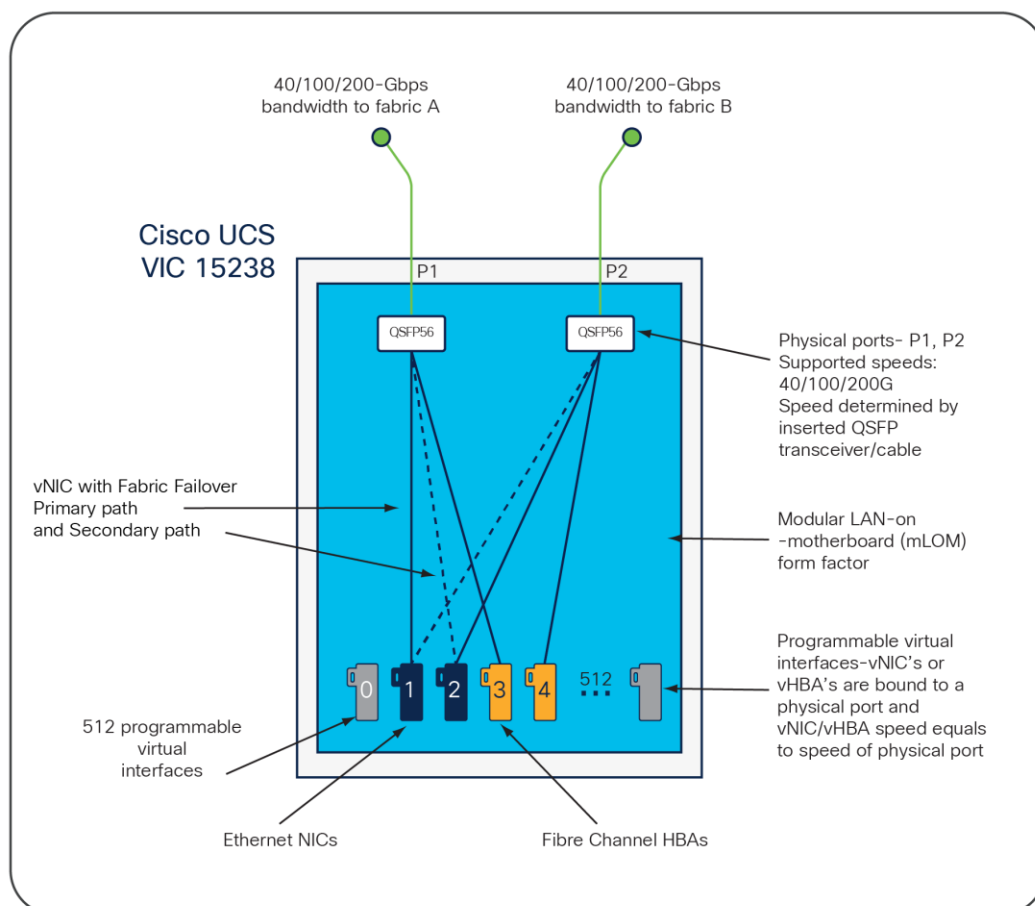 40/100/200-Gbps
bandwidth to fabric A
40/100/200-Gbps
bandwidth to fabric B
Cisco UCS
VIC 15238
P1
P2
QSFP56
QSFP56
Physical ports- P1, P2
Supported speeds:
40/100/200G
Speed determined by
inserted QSFP
transceiver/cable
vNIC with Fabric Failover
Primary path
and Secondary path
Modular LAN-on
-motherboard (mLOM)
form factor
0
1
2
3
4
512
Programmable virtual
interfaces-vNIC's or
vHBA's are bound to a
physical port and
vNIC/vHBA speed equals
to speed of physical port
512 programmable
virtual
interfaces
Ethernet NICs
Fibre Channel HBAs